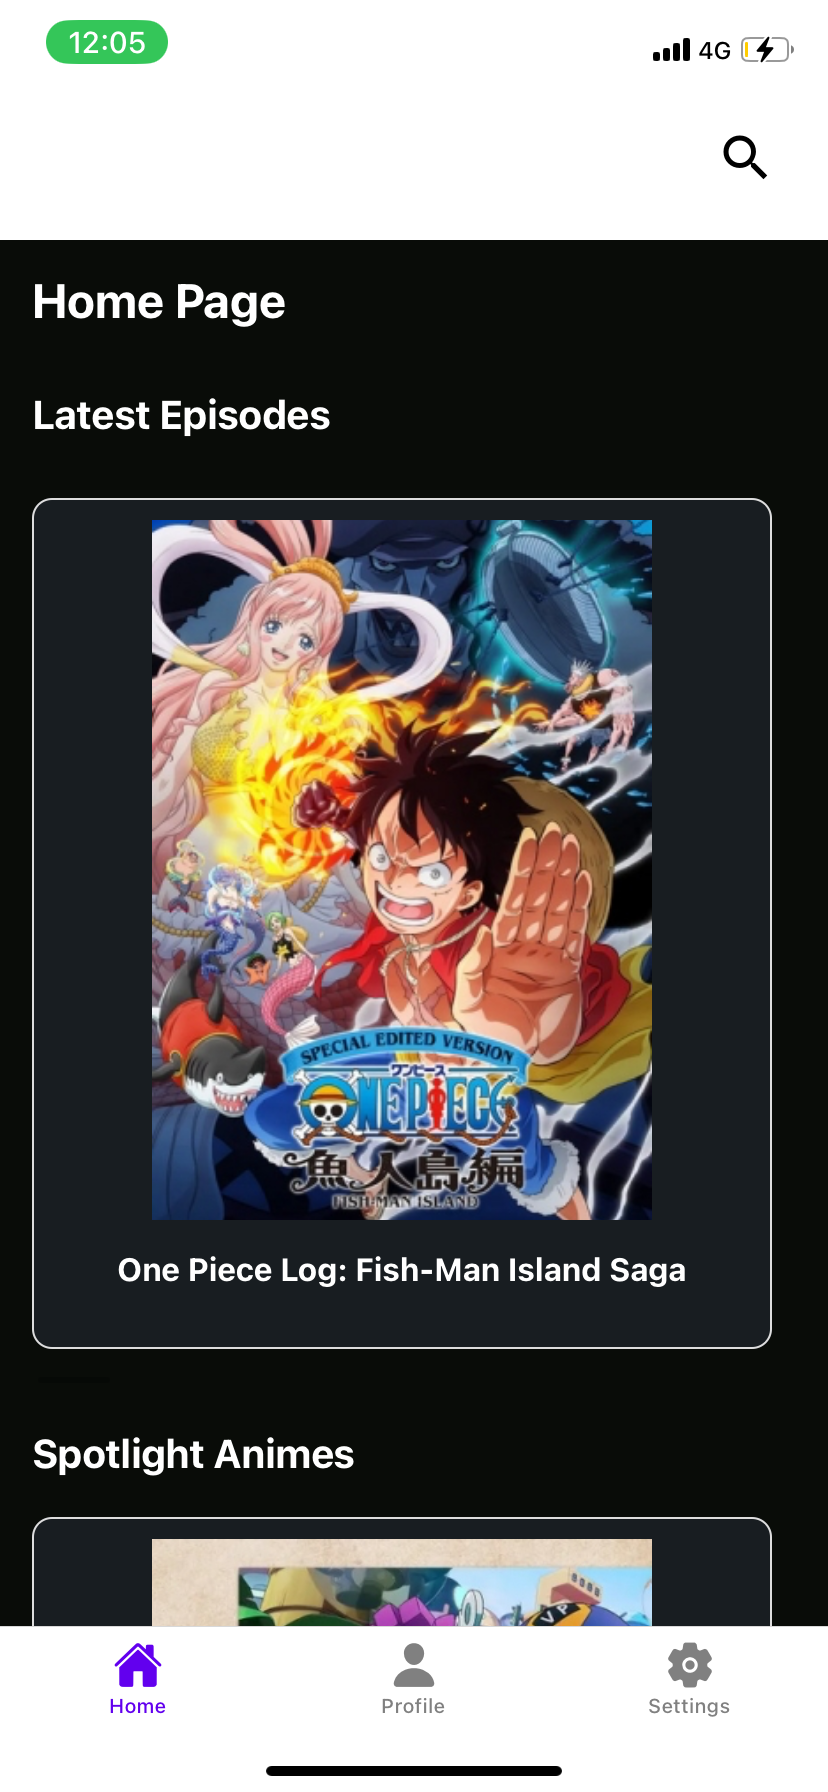 12:05
4G
Home Page
Latest Episodes
SPECIAL EDITED VERSION
ワンピース
ONE PIECE
魚人島編
FISH-MAN ISLAND
One Piece Log: Fish-Man Island Saga
Spotlight Animes
VP
Home
Profile
Settings